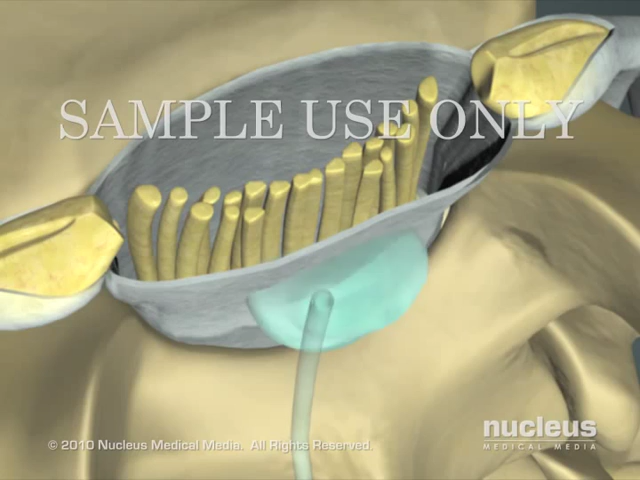 SAMPLE USE ONLY
© 2010 Nucleus Medical Media. All Rights Reserved.
nucleus
MEDICAL MEDIA